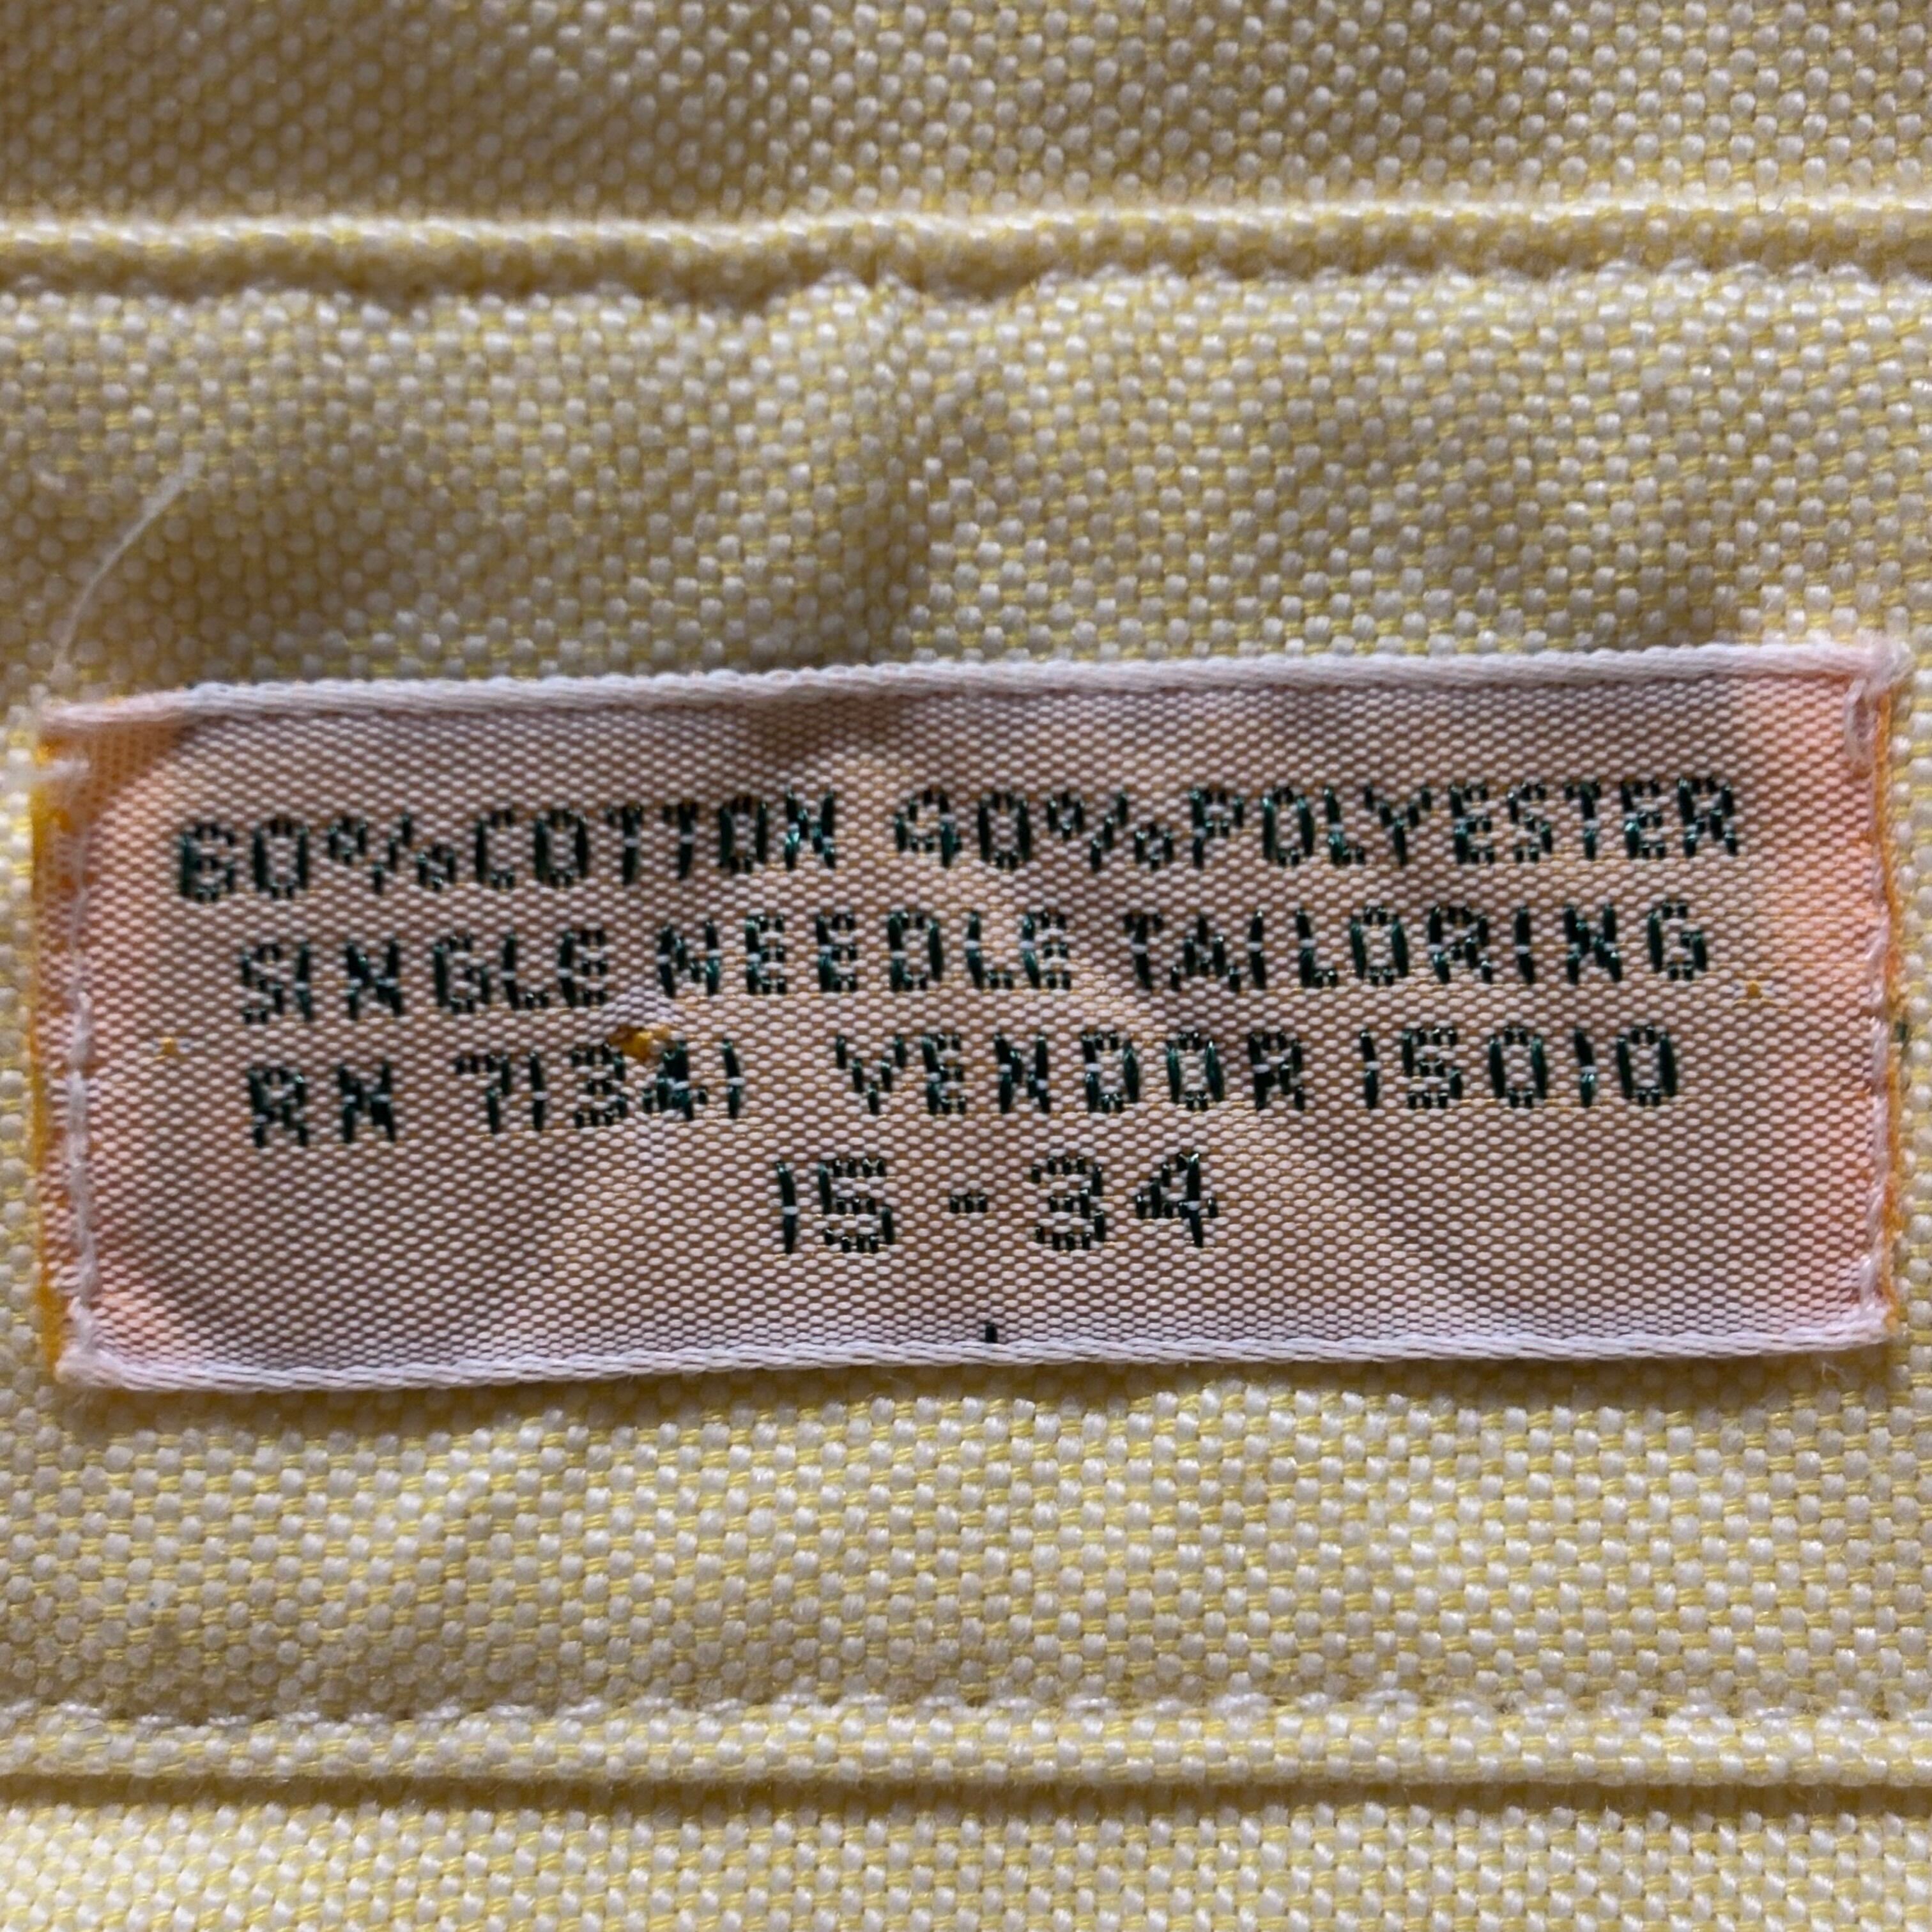 60% COTTON 40% POLYESTER
SINGLE NEEDLE TAILORING
RN 71341 VENDOR 15010
15 - 34